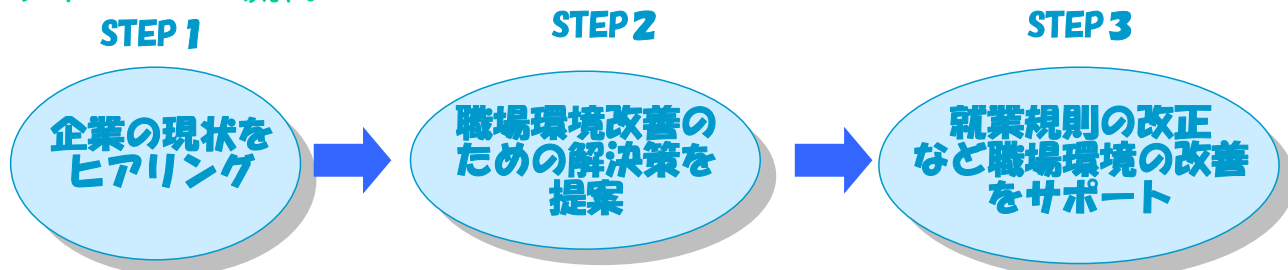 STEP 1
企業の現状を
ヒアリング
STEP 2
職場環境改善の
ための解決策を
提案
STEP 3
就業規則の改正
など職場環境の改善
をサポート